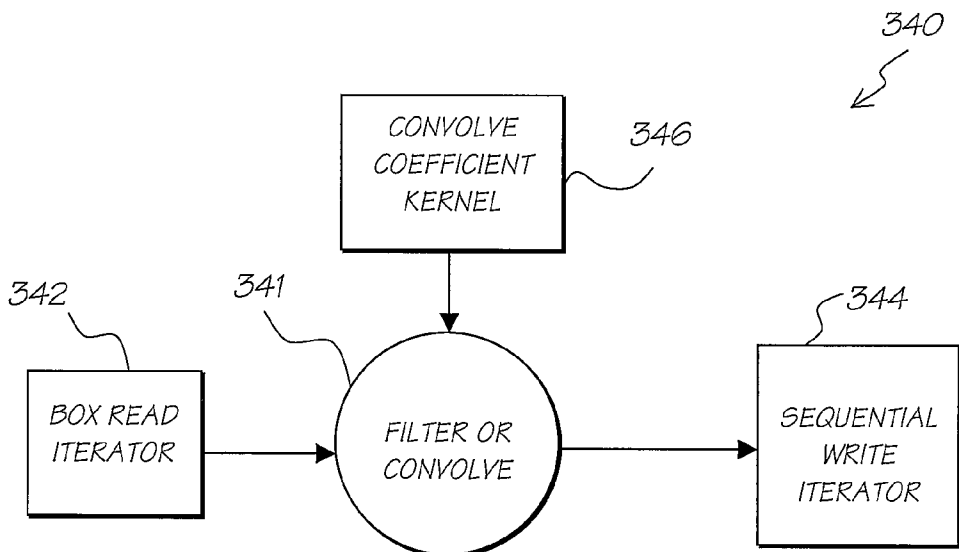 340
CONVOLVE
COEFFICIENT
KERNEL
346
342
341
344
BOX READ
ITERATOR
FILTER OR
CONVOLVE
SEQUENTIAL
WRITE
ITERATOR